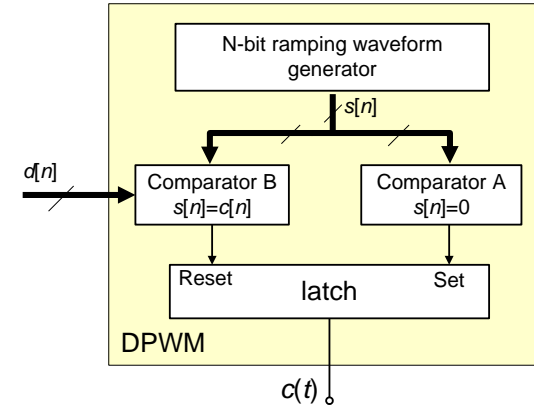 N-bit ramping waveform
generator
s[n]
d[n]
Comparator B
s[n]=c[n]
Comparator A
s[n]=0
Reset
Set
latch
DPWM
c(t)